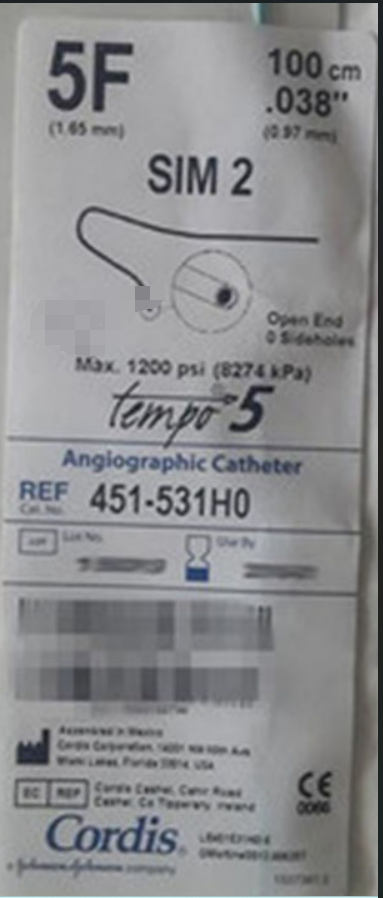 5F
100 cm
.038"
(1.65 mm)
(0.97 mm)
SIM 2
Open End
0 Sideholes
Max. 1200 psi (8274 kPa)
tempo 5
Angiographic Catheter
REF 451-531H0
Cat. No.
LOT Lot No.
Use By
Assembled in Mexico
Cordis Corporation, 14201 NW 60th Ave
Miami Lakes, Florida 33014, USA
EC REP Cordis Cashel, Cahir Road
Cashel, Co Tipperary, Ireland
CE
Cordis
a Johnson & Johnson company